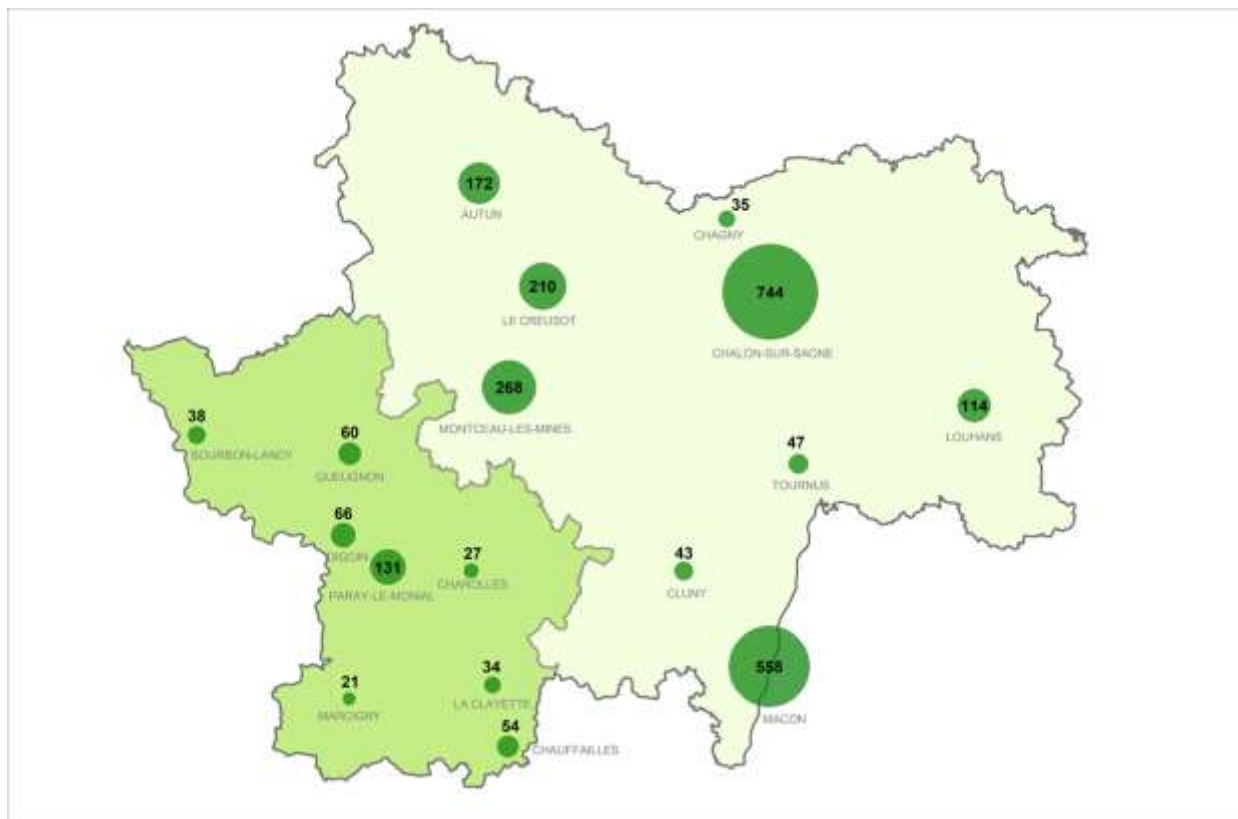 172
AUTUN
35
CHAGNY
210
LE CREUSOT
744
CHALON-SUR-SAONE
268
MONTCEAU-LES-MINES
114
LOUHANS
38
BOURBON-LANCY
60
GUEUGNON
47
TOURNUS
66
DIGOIN
131
PARAY-LE-MONIAL
27
CHAROLLES
43
CLUNY
558
MACON
21
MARCIGNY
34
LA CLAYETTE
54
CHAUFFAILLES